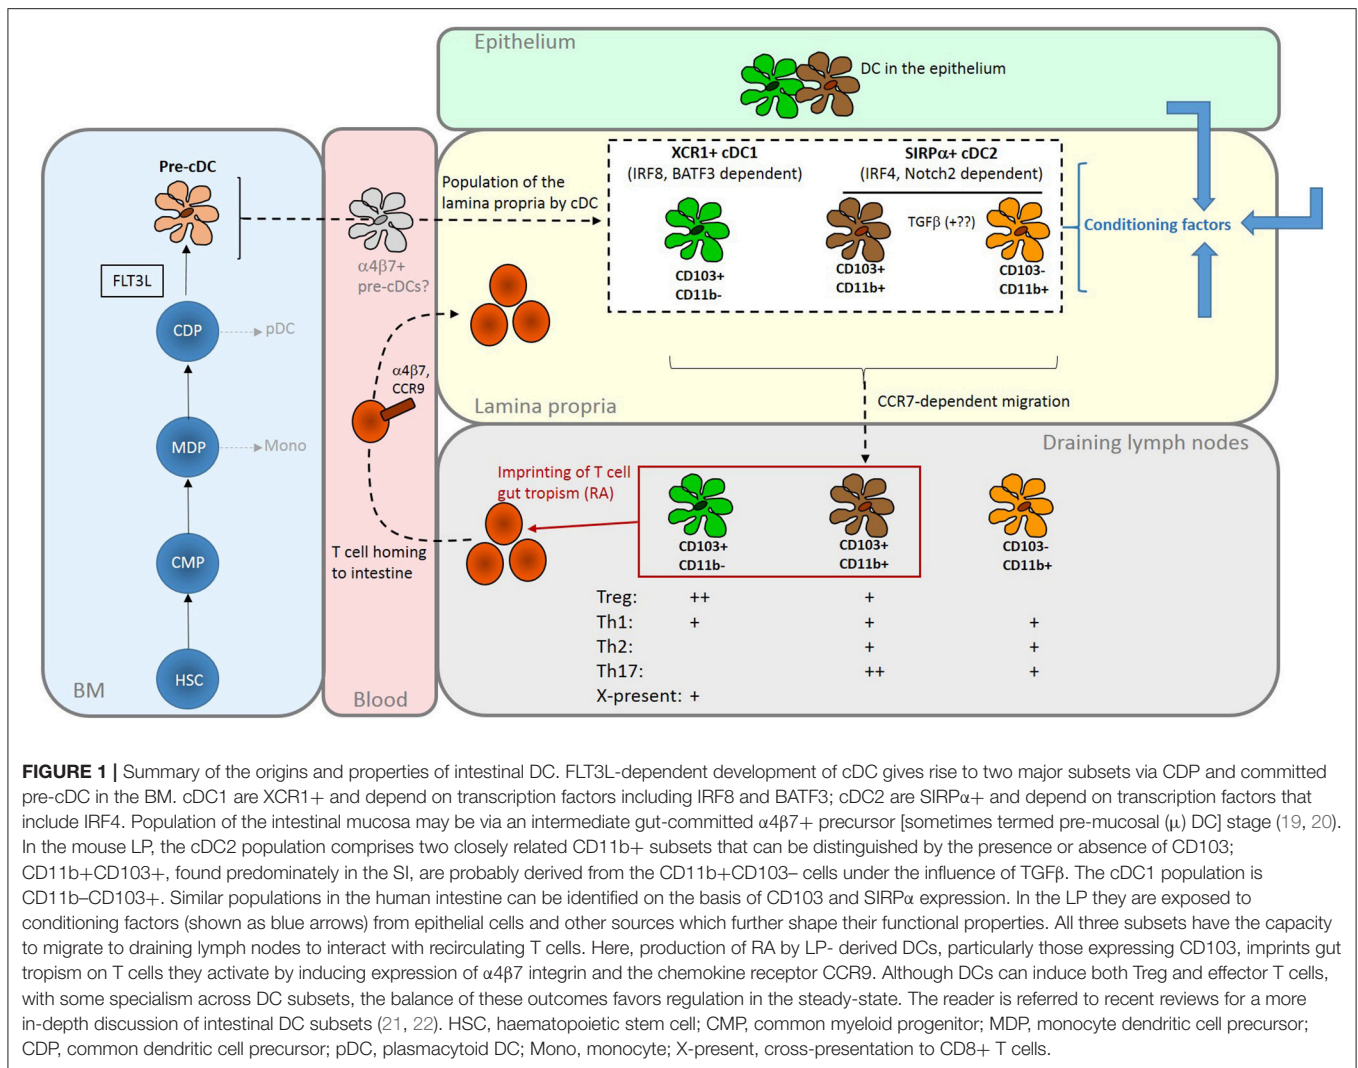 Epithelium
DC in the epithelium
Pre-cDC
FLT3L
CDP
pDC
MDP
Mono
CMP
HSC
BM
α4β7+
pre-cDCs?
α4β7,
CCR9
T cell homing
to intestine
Blood
Population of the
lamina propria by cDC
XCR1+ cDC1
(IRF8, BATF3 dependent)
SIRPα+ cDC2
(IRF4, Notch2 dependent)
TGFβ (+??)
CD103+
CD11b-
CD103+
CD11b+
CD103-
CD11b+
Conditioning factors
Lamina propria
CCR7-dependent migration
Draining lymph nodes
Imprinting of T cell
gut tropism (RA)
CD103+
CD11b-
CD103+
CD11b+
CD103-
CD11b+
Treg: ++ +
Th1: + + +
Th2: + +
Th17: ++ +
X-present: +
FIGURE 1 | Summary of the origins and properties of intestinal DC. FLT3L-dependent development of cDC gives rise to two major subsets via CDP and committed
pre-cDC in the BM. cDC1 are XCR1+ and depend on transcription factors including IRF8 and BATF3; cDC2 are SIRPα+ and depend on transcription factors that
include IRF4. Population of the intestinal mucosa may be via an intermediate gut-committed α4β7+ precursor [sometimes termed pre-mucosal (μ) DC] stage (19, 20).
In the mouse LP, the cDC2 population comprises two closely related CD11b+ subsets that can be distinguished by the presence or absence of CD103;
CD11b+CD103+, found predominately in the SI, are probably derived from the CD11b+CD103– cells under the influence of TGFβ. The cDC1 population is
CD11b–CD103+. Similar populations in the human intestine can be identified on the basis of CD103 and SIRPα expression. In the LP they are exposed to
conditioning factors (shown as blue arrows) from epithelial cells and other sources which further shape their functional properties. All three subsets have the capacity
to migrate to draining lymph nodes to interact with recirculating T cells. Here, production of RA by LP- derived DCs, particularly those expressing CD103, imprints gut
tropism on T cells they activate by inducing expression of α4β7 integrin and the chemokine receptor CCR9. Although DCs can induce both Treg and effector T cells,
with some specialism across DC subsets, the balance of these outcomes favors regulation in the steady-state. The reader is referred to recent reviews for a more
in-depth discussion of intestinal DC subsets (21, 22). HSC, haematopoietic stem cell; CMP, common myeloid progenitor; MDP, monocyte dendritic cell precursor;
CDP, common dendritic cell precursor; pDC, plasmacytoid DC; Mono, monocyte; X-present, cross-presentation to CD8+ T cells.